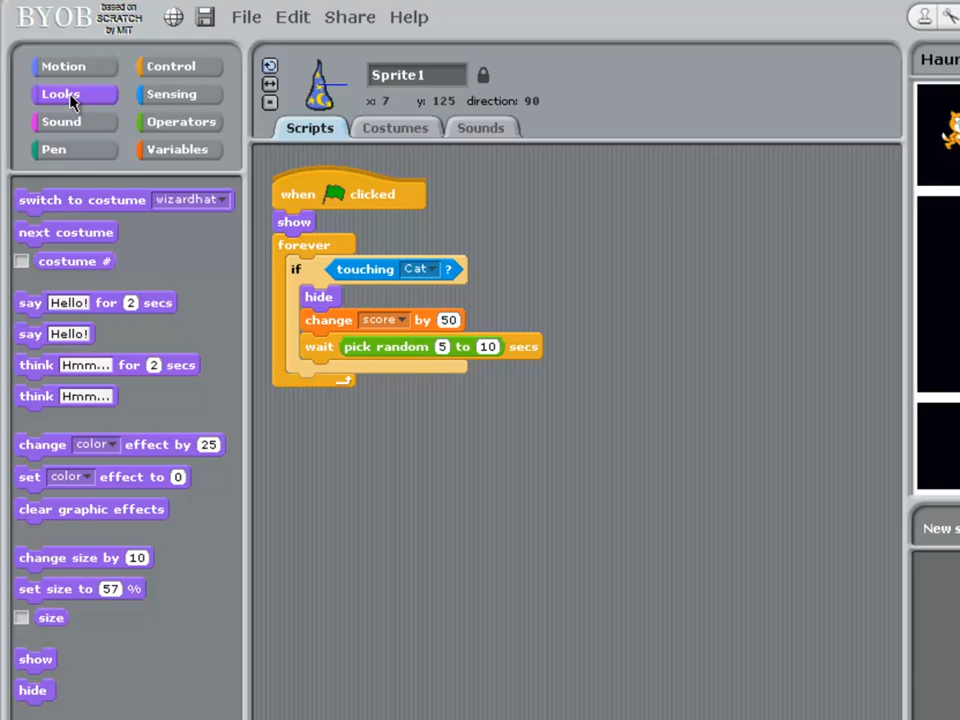 BYOB based on SCRATCH by MIT File Edit Share Help
Motion Control
Looks Sensing
Sound Operators
Pen Variables
Sprite1
x: 7 y: 125 direction: 90
Scripts Costumes Sounds
switch to costume wizardhat
next costume
costume #
say Hello! for 2 secs
say Hello!
think Hmm... for 2 secs
think Hmm...
change color effect by 25
set color effect to 0
clear graphic effects
change size by 10
set size to 57 %
size
show
hide
when clicked
show
forever
if touching Cat ?
hide
change score by 50
wait pick random 5 to 10 secs
Haun
New s